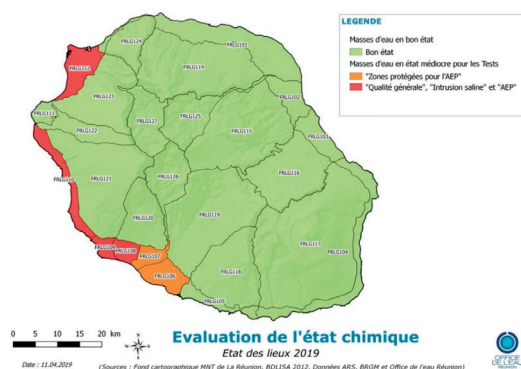 LEGENDE
Masses d'eau en bon état
Bon état
Masses d'eau en état médiocre pour les Tests
"Zones protégées pour l'AEP"
"Qualité générale", "Intrusion saline" et "AEP"
FRLG124
FRLG101
FRLG112
FRLG114
FRLG123
FRLG102
FRLG111
FRLG127
FRLG125
FRLG103
FRLG122
FRLG115
FRLG110
FRLG126
FRLG116
FRLG121
FRLG120
FRLG119
FRLG117
FRLG104
FRLG107
FRLG108
FRLG106
FRLG118
FRLG105
0 5 10 15 20 km
Evaluation de l'état chimique
Etat des lieux 2019
Date : 11.04.2019
(Sources : Fond cartographique MNT de La Réunion, BDLISA 2012, Données ARS, BRGM et Office de l'eau Réunion)
OFFICE
DE L'EAU
RÉUNION